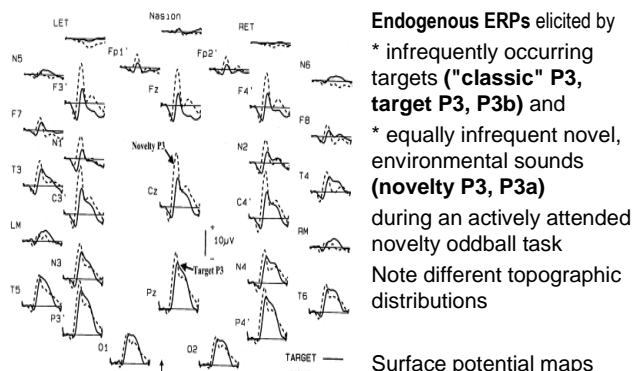 LET
Nasion
RET
N5
Fp1'
Fp2'
N6
F3'
Fz
F4'
F7
F8
N1
Novelty P3
N2
T3
Cz
T4
C3'
C4'
LM
+
10µV
-
RM
N3
Target P3
N4
T5
Pz
T6
P3'
P4'
O1
O2
TARGET
Endogenous ERPs elicited by
* infrequently occurring
targets ("classic" P3,
target P3, P3b) and
* equally infrequent novel,
environmental sounds
(novelty P3, P3a)
during an actively attended
novelty oddball task
Note different topographic
distributions
Surface potential maps